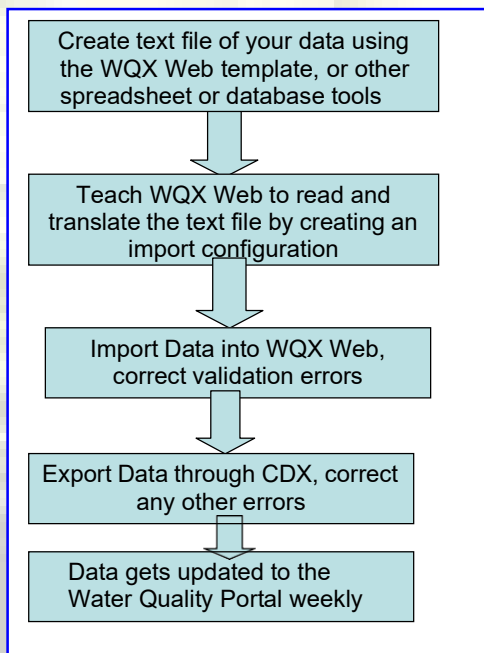 Create text file of your data using
the WQX Web template, or other
spreadsheet or database tools
Teach WQX Web to read and
translate the text file by creating an
import configuration
Import Data into WQX Web,
correct validation errors
Export Data through CDX, correct
any other errors
Data gets updated to the
Water Quality Portal weekly